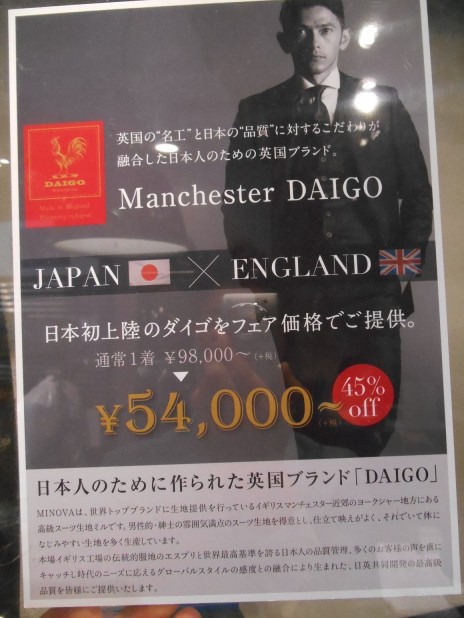 英国の"名工"と日本の"品質"に対するこだわりが
融合した日本人のための英国ブランド。
DAIGO
Manchester DAIGO
JAPAN × ENGLAND
日本初上陸のダイゴをフェア価格でご提供。
通常1着 ¥98,000〜(+税)
¥54,000〜(+税)
45%
off
日本人のために作られた英国ブランド「DAIGO」
MINOVAは、世界トップブランドに生地提供を行っているイギリスマンチェスター近郊のヨークシャー地方にある
高級スーツ生地ミルです。男性的・紳士の雰囲気満点のスーツ生地を得意とし、仕立て映えがよく、それでいて体に
なじみやすい生地を多く生産しています。
本場イギリス工場の伝統的服地のエスプリと世界最高基準を誇る日本人の品質管理、多くのお客様の声を直に
キャッチし時代のニーズに応えるグローバルスタイルの感度との融合により生まれた、日英共同開発の最高級
品質を皆様にご提供いたします。